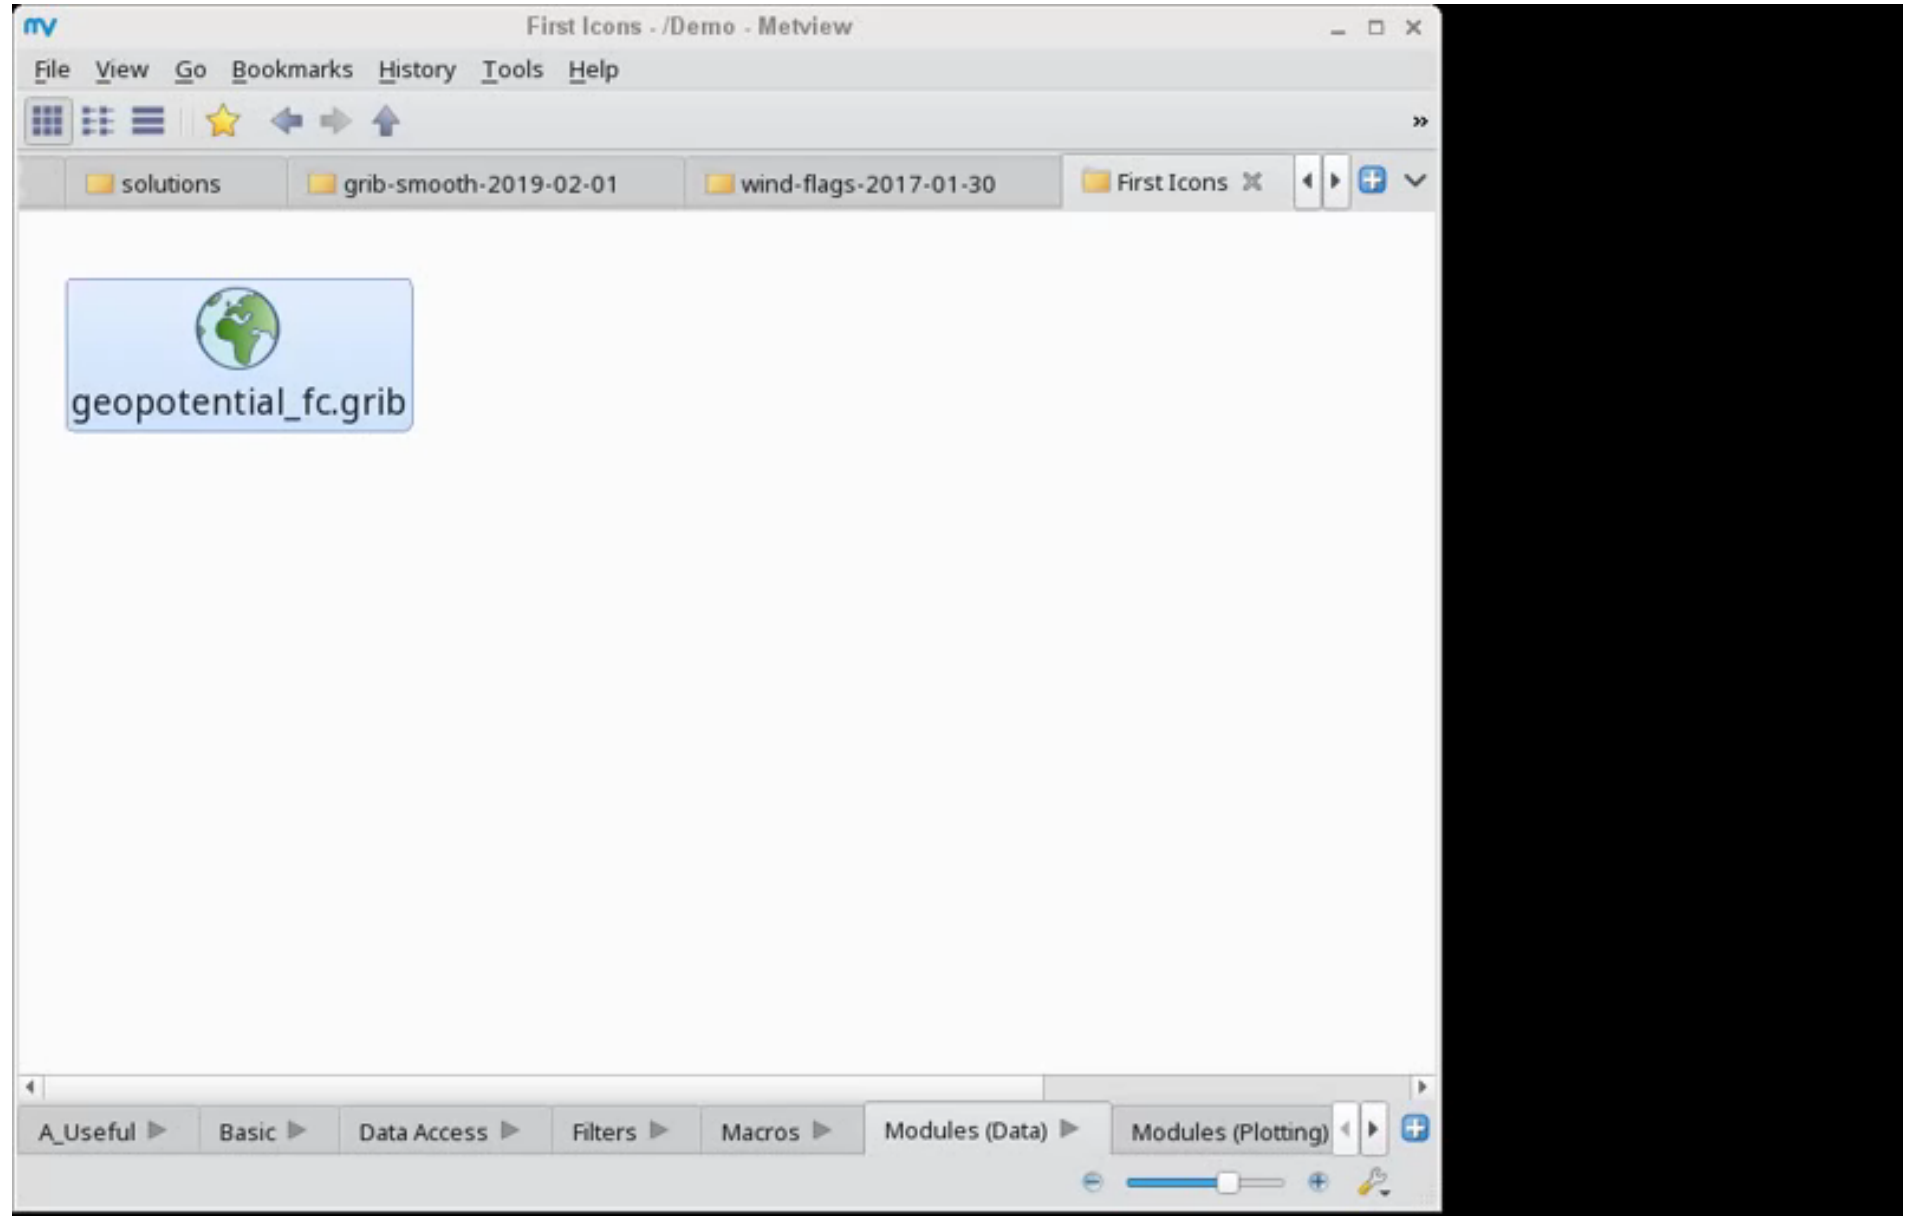 mv First Icons - /Demo - Metview
File View Go Bookmarks History Tools Help
»
solutions grib-smooth-2019-02-01 wind-flags-2017-01-30 First Icons
geopotential_fc.grib
A_Useful Basic Data Access Filters Macros Modules (Data) Modules (Plotting)